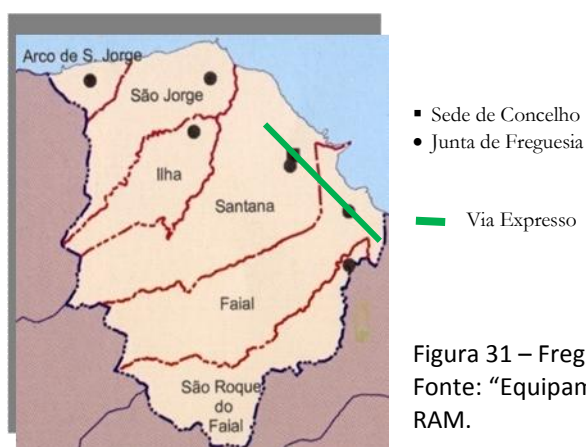 Arco de S. Jorge
São Jorge
Ilha
Santana
Faial
São Roque
do
Faial
▪ Sede de Concelho
• Junta de Freguesia
Via Expresso
Figura 31 – Freg
Fonte: “Equipam
RAM.